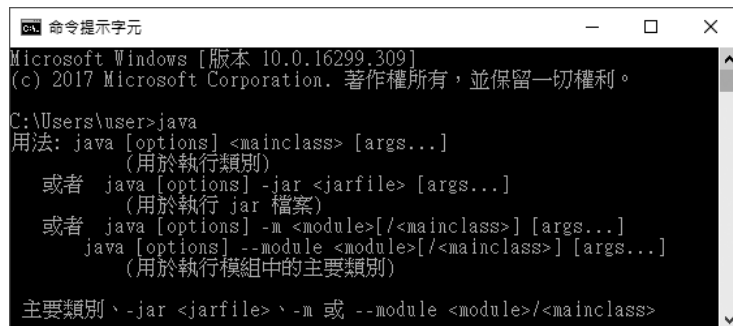 命令提示字元
Microsoft Windows [版本 10.0.16299.309]
(c) 2017 Microsoft Corporation. 著作權所有，並保留一切權利。
C:\Users\user>java
用法: java [options] <mainclass> [args...]
(用於執行類別)
或者  java [options] -jar <jarfile> [args...]
(用於執行 jar 檔案)
或者  java [options] -m <module>[/<mainclass>] [args...]
java [options] --module <module>[/<mainclass>] [args...]
(用於執行模組中的主要類別)
主要類別、-jar <jarfile>、-m 或 --module <module>/<mainclass>